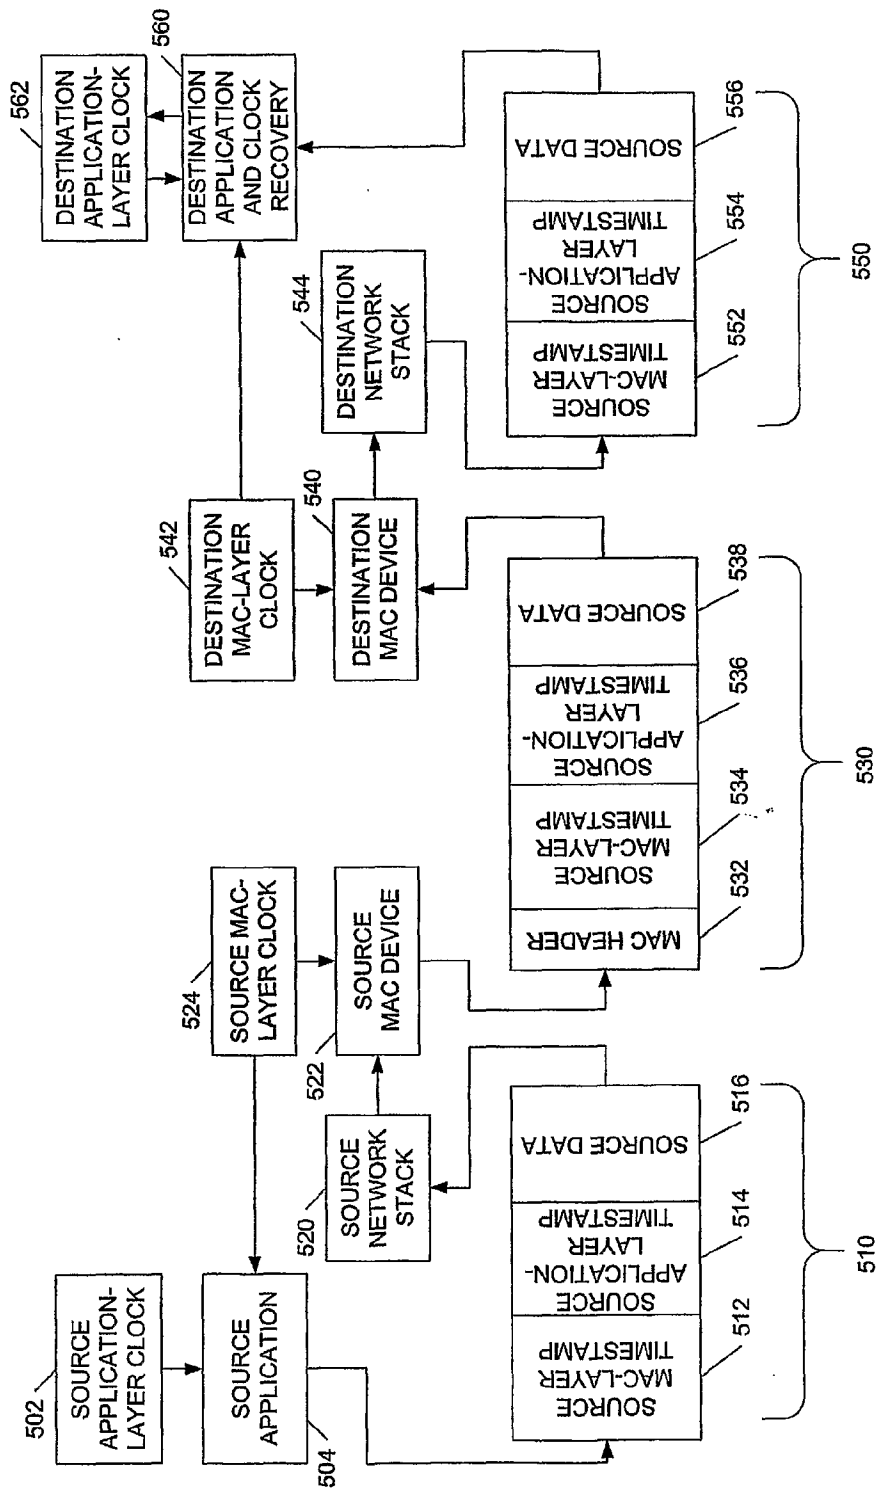 502
SOURCE
APPLICATION-
LAYER CLOCK
SOURCE
APPLICATION
504
524
SOURCE MAC-
LAYER CLOCK
520
SOURCE
NETWORK
STACK
522
SOURCE
MAC DEVICE
SOURCE
MAC-LAYER
TIMESTAMP
512
SOURCE
APPLICATION-
LAYER
TIMESTAMP
514
SOURCE DATA
516
510
MAC HEADER
532
SOURCE
MAC-LAYER
TIMESTAMP
534
SOURCE
APPLICATION-
LAYER
TIMESTAMP
536
SOURCE DATA
538
530
542
DESTINATION
MAC-LAYER
CLOCK
540
DESTINATION
MAC DEVICE
544
DESTINATION
NETWORK
STACK
SOURCE
MAC-LAYER
TIMESTAMP
552
SOURCE
APPLICATION-
LAYER
TIMESTAMP
554
SOURCE DATA
556
550
562
DESTINATION
APPLICATION-
LAYER CLOCK
560
DESTINATION
APPLICATION
AND CLOCK
RECOVERY